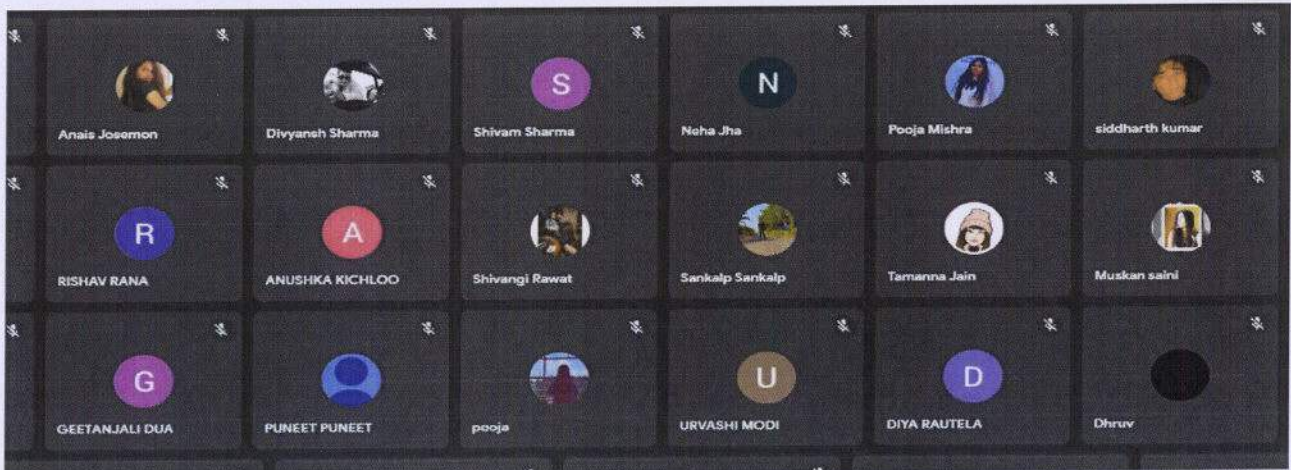 Anais Josemon
Divyansh Sharma
S
Shivam Sharma
N
Neha Jha
Pooja Mishra
siddharth kumar
R
RISHAV RANA
A
ANUSHKA KICHLOO
Shivangi Rawat
Sankalp Sankalp
Tamanna Jain
Muskan saini
G
GEETANJALI DUA
PUNEET PUNEET
pooja
U
URVASHI MODI
D
DIYA RAUTELA
Dhruv